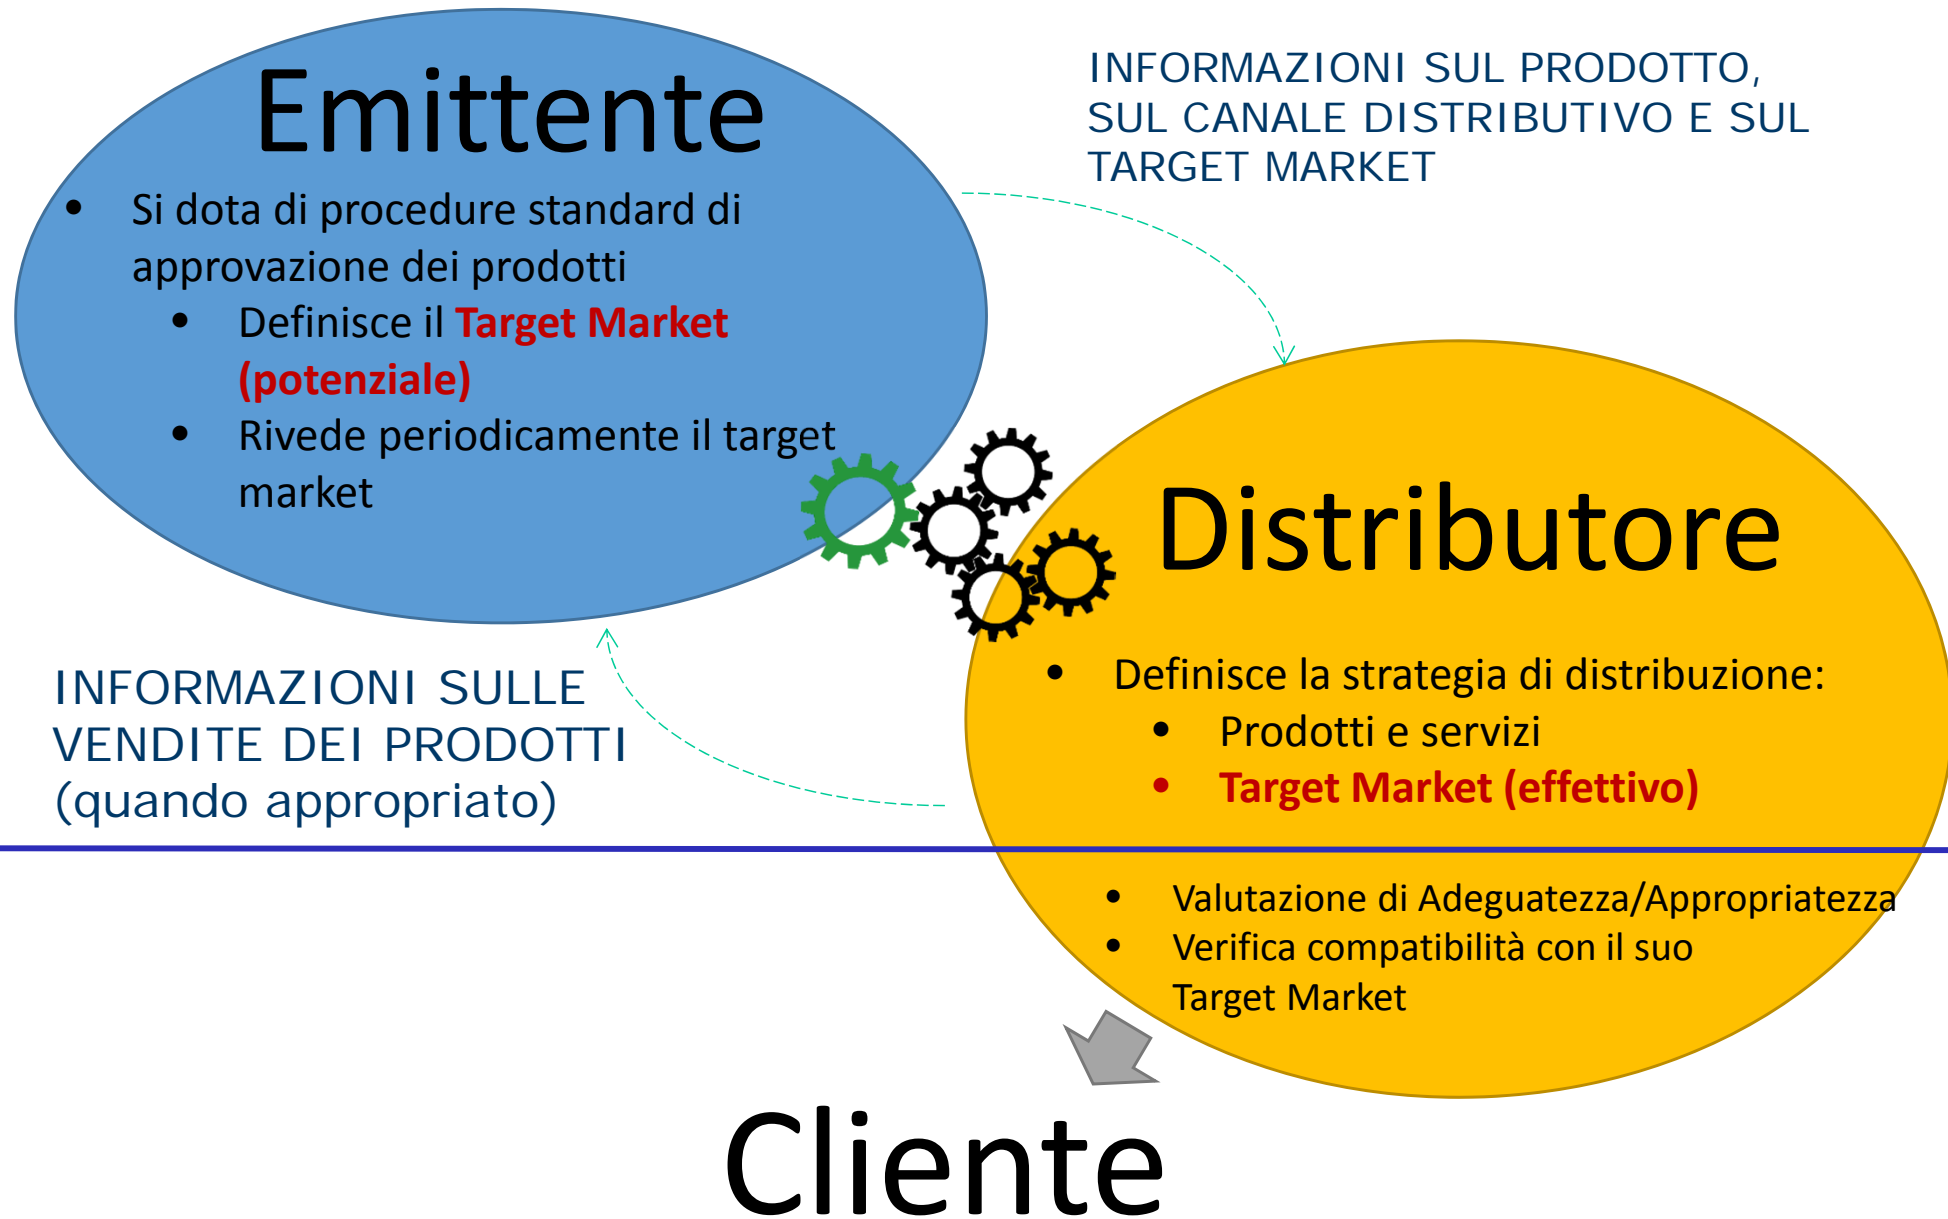 Emittente
• Si dota di procedure standard di
approvazione dei prodotti
• Definisce il Target Market
(potenziale)
• Rivede periodicamente il target
market
INFORMAZIONI SUL PRODOTTO,
SUL CANALE DISTRIBUTIVO E SUL
TARGET MARKET
Distributore
• Definisce la strategia di distribuzione:
• Prodotti e servizi
• Target Market (effettivo)
INFORMAZIONI SULLE
VENDITE DEI PRODOTTI
(quando appropriato)
• Valutazione di Adeguatezza/Appropriatezza
• Verifica compatibilità con il suo
Target Market
Cliente